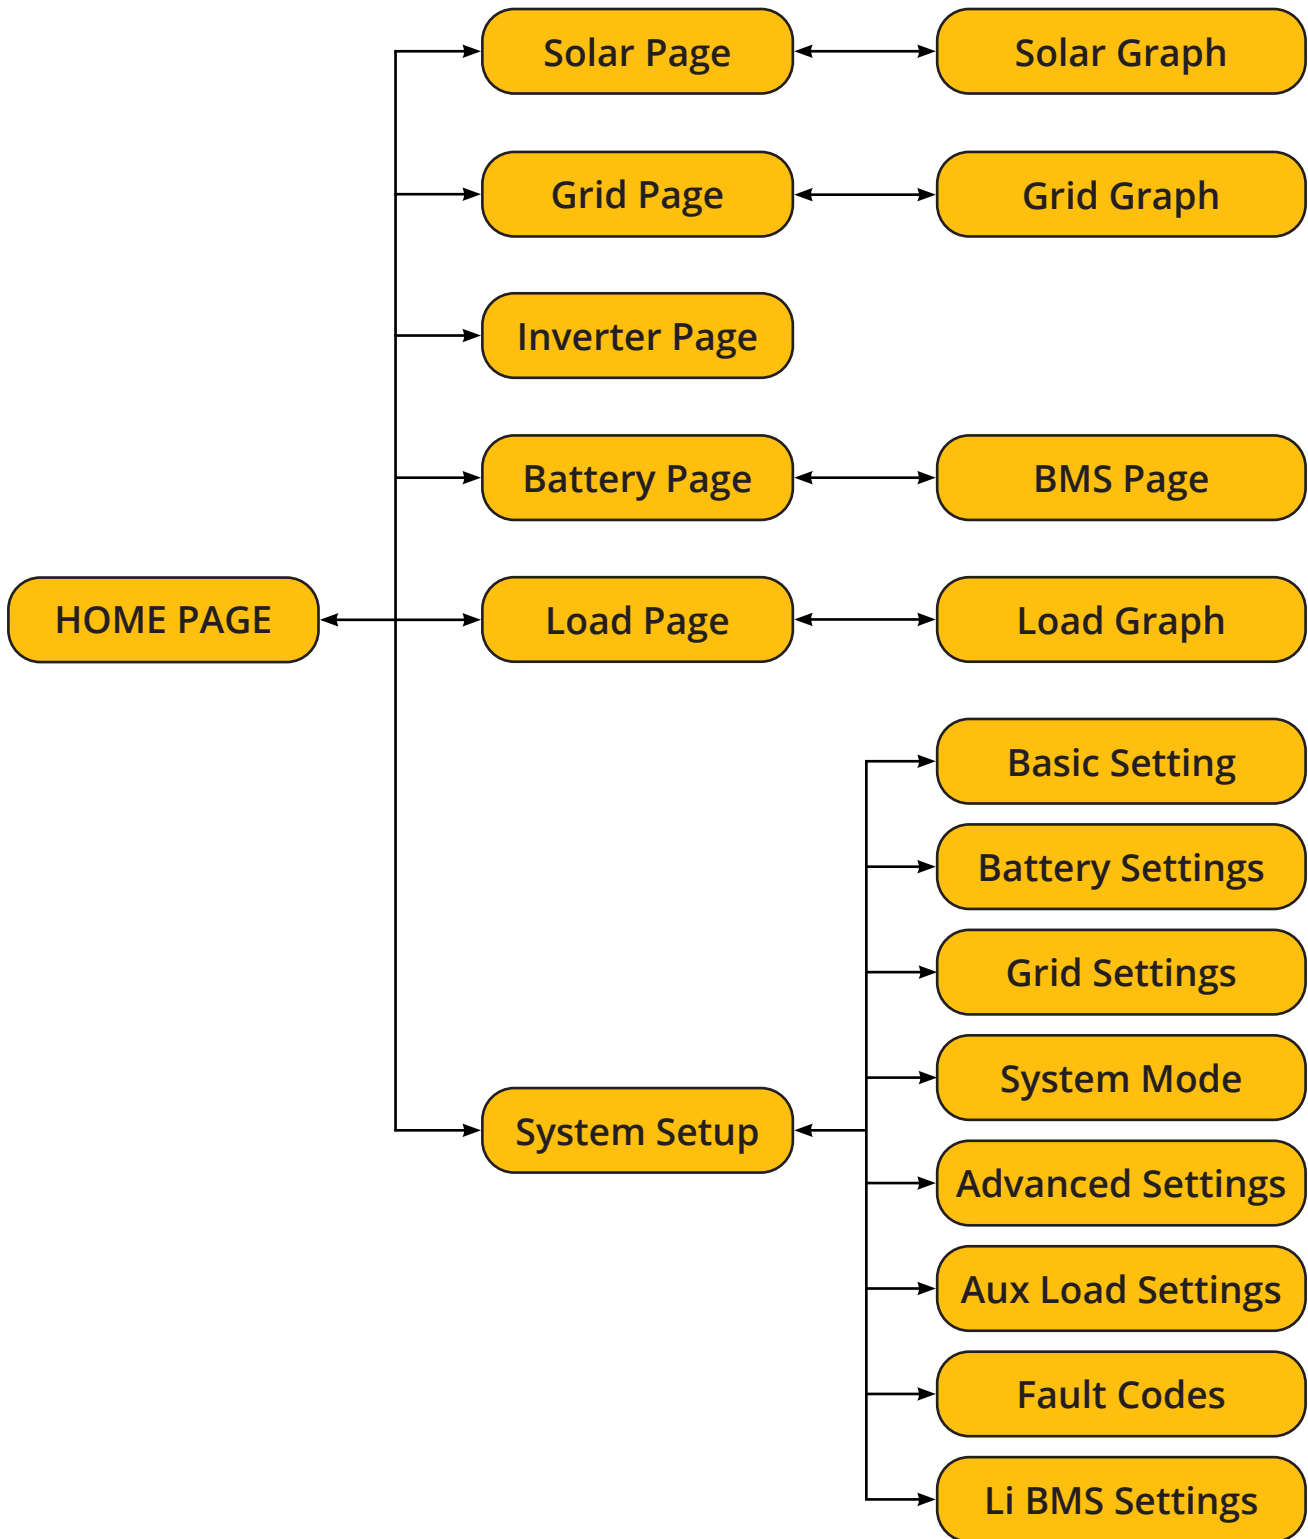 Solar Page
Solar Graph
Grid Page
Grid Graph
Inverter Page
Battery Page
BMS Page
HOME PAGE
Load Page
Load Graph
Basic Setting
Battery Settings
Grid Settings
System Mode
System Setup
Advanced Settings
Aux Load Settings
Fault Codes
Li BMS Settings